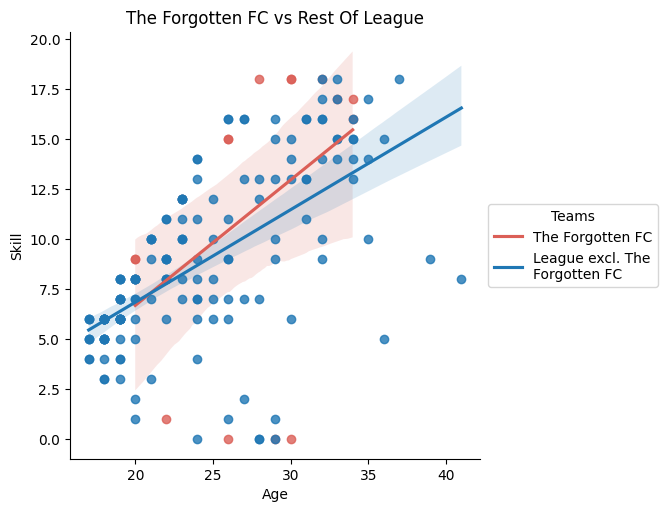 The Forgotten FC vs Rest Of League
20.0
17.5
15.0
12.5
10.0
7.5
5.0
2.5
0.0
Skill
20 25 30 35 40
Age
Teams
The Forgotten FC
League excl. The
Forgotten FC